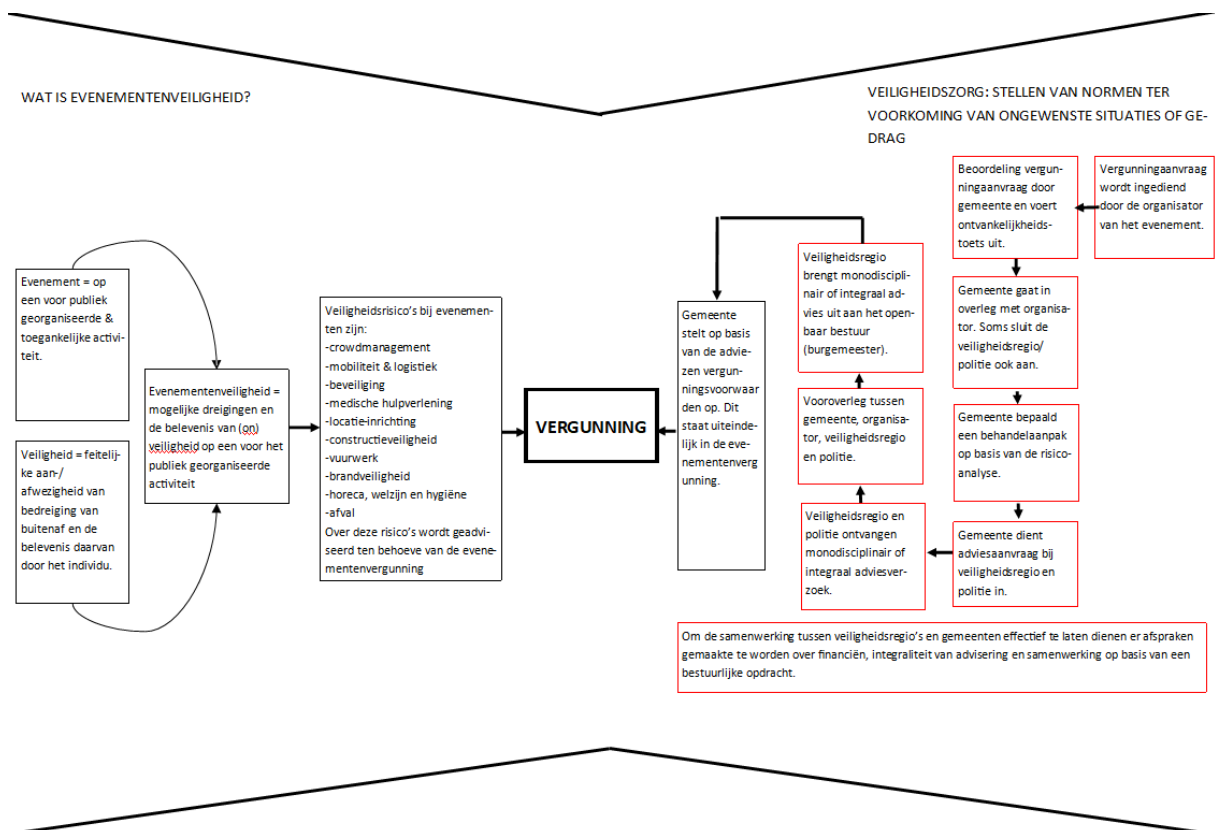 WAT IS EVENEMENTENVEILIGHEID?
Evenement = op
een voor publiek
georganiseerde &
toegankelijke activi-
teit.
Veiligheid = feitelij-
ke aan-/
afwezigheid van
bedreiging van
buitenaf en de
belevenis daarvan
door het individu.
Evenementenveiligheid =
mogelijke dreigingen en
de belevenis van (on)
veiligheid op een voor het
publiek georganiseerde
activiteit
Veiligheidsrisico's bij evenemen-
ten zijn:
-crowdmanagement
-mobiliteit & logistiek
-beveiliging
-medische hulpverlening
-locatie-inrichting
-constructieveiligheid
-vuurwerk
-brandveiligheid
-horeca, welzijn en hygiëne
-afval
Over deze risico's wordt geadvi-
seerd ten behoeve van de evene-
mentenvergunning
VERGUNNING
VEILIGHEIDSZORG: STELLEN VAN NORMEN TER
VOORKOMING VAN ONGEWENSTE SITUATIES OF GE-
DRAG
Vergunningaanvraag
wordt ingediend
door de organisator
van het evenement.
Beoordeling vergun-
ningaanvraag door
gemeente en voert
ontvankelijkheids-
toets uit.
Gemeente gaat in
overleg met organisa-
tor. Soms sluit de
veiligheidsregio/
politie ook aan.
Gemeente bepaald
een behandelaanpak
op basis van de risico-
analyse.
Gemeente dient
adviesaanvraag bij
veiligheidsregio en
politie in.
Veiligheidsregio en
politie ontvangen
monodisciplinair of
integraal adviesver-
zoek.
Vooroverleg tussen
gemeente, organisa-
tor, veiligheidsregio
en politie.
Veiligheidsregio
brengt monodiscipli-
nair of integraal ad-
vies uit aan het open-
baar bestuur
(burgemeester).
Gemeente
stelt op basis
van de advie-
zen vergun-
ningsvoorwaar
den op. Dit
staat uiteinde-
lijk in de eve-
nementenverg
unning.
Om de samenwerking tussen veiligheidsregio's en gemeenten effectief te laten dienen er afspraken
gemaakte te worden over financiën, integraliteit van advisering en samenwerking op basis van een
bestuurlijke opdracht.